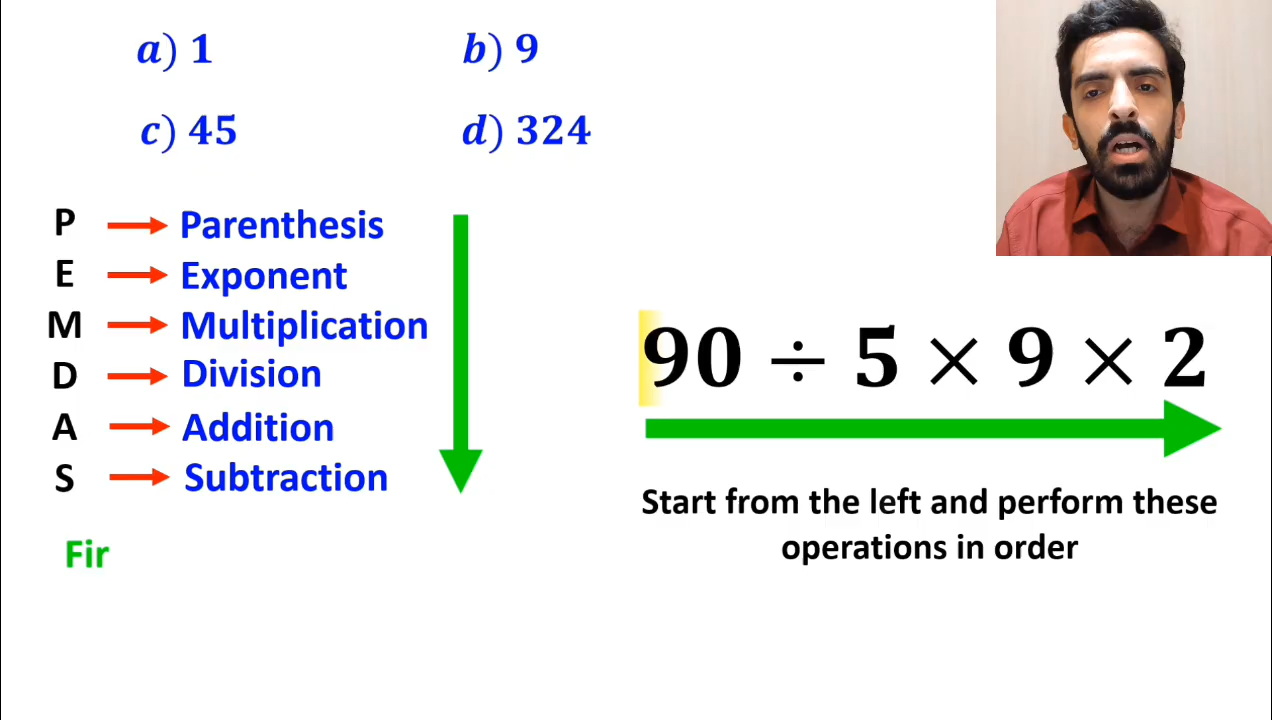 a) 1 b) 9
c) 45 d) 324
P Parenthesis
E Exponent
M Multiplication
D Division
A Addition
S Subtraction
Fir
90 ÷ 5 × 9 × 2
Start from the left and perform these
operations in order